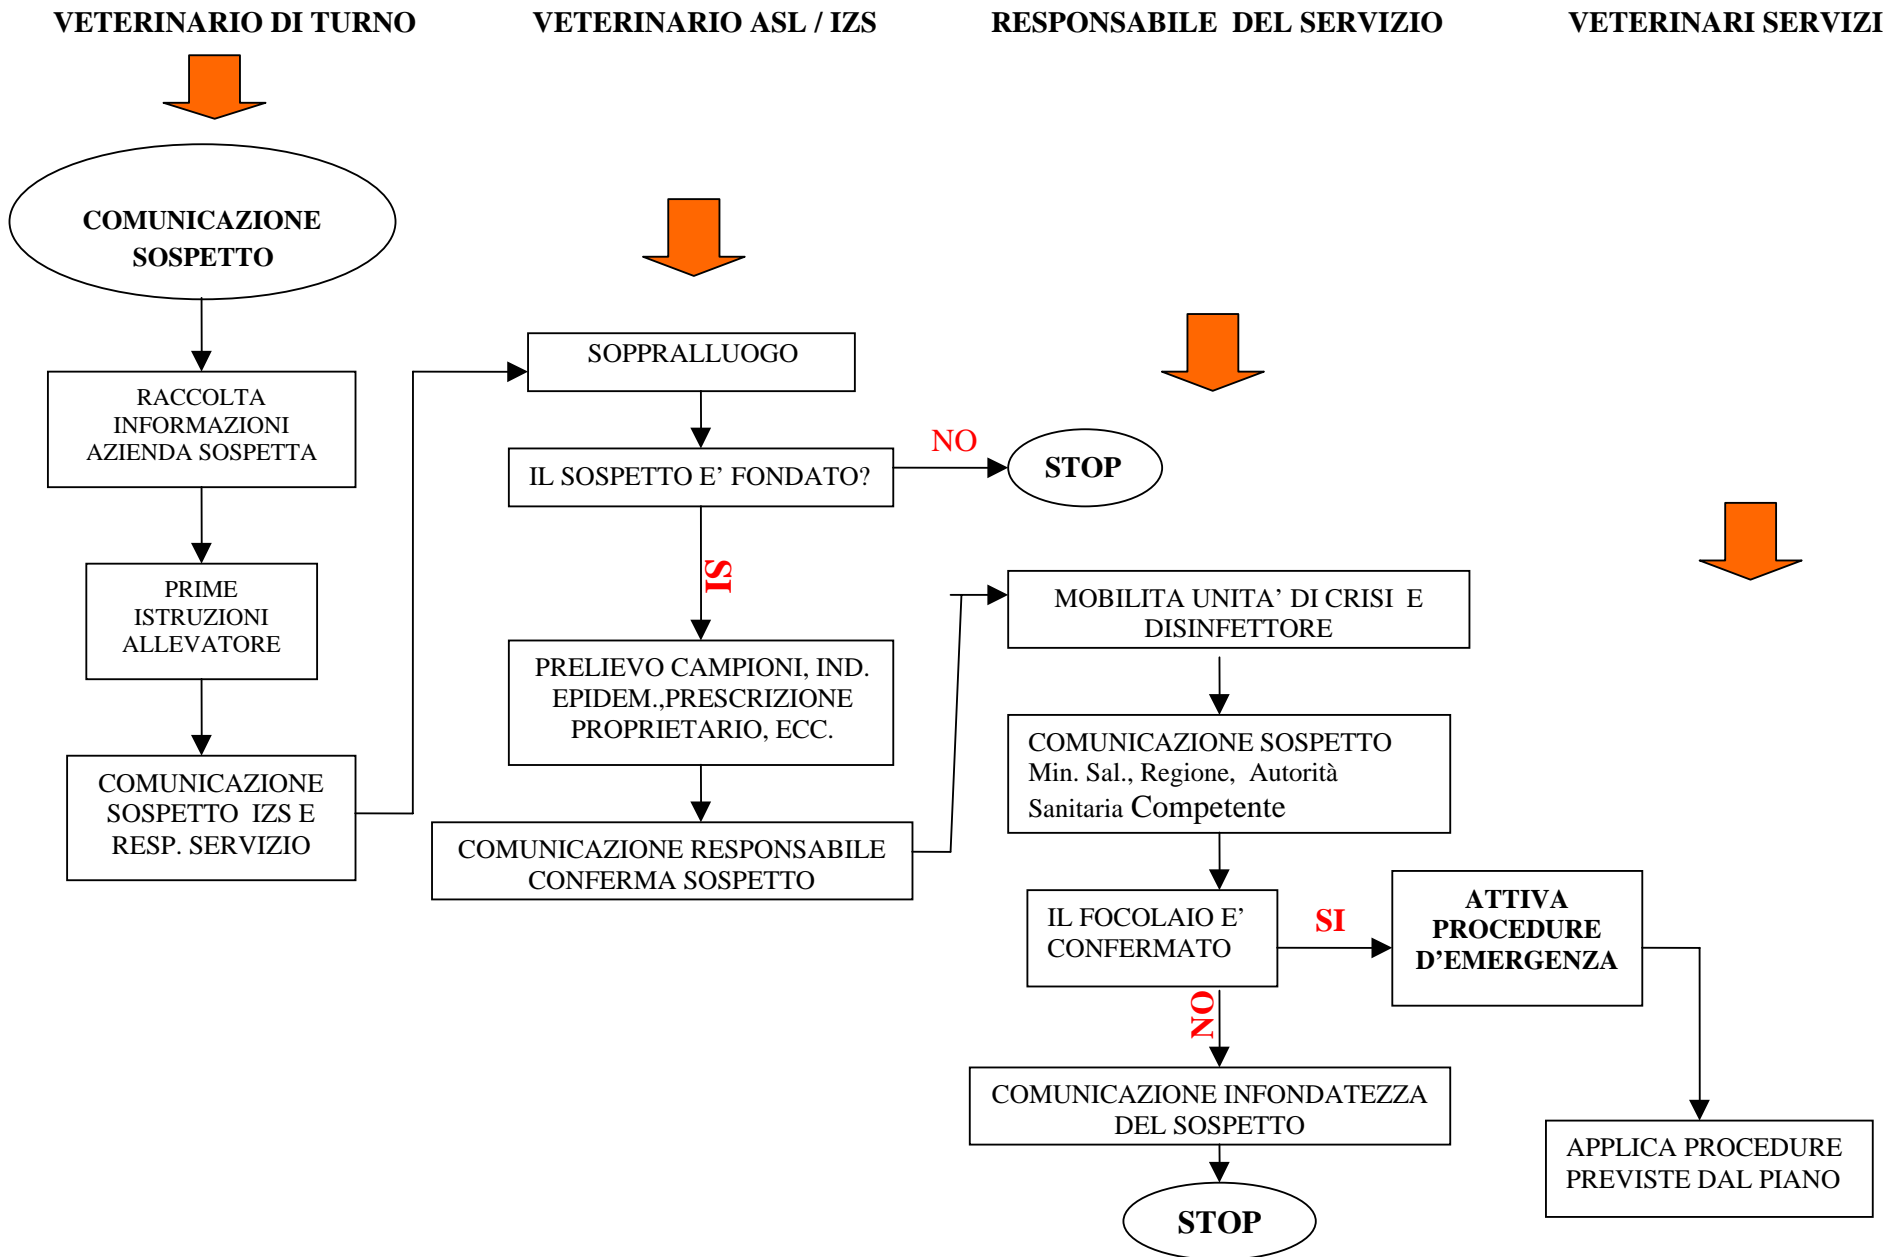 VETERINARIO DI TURNO
VETERINARIO ASL / IZS
RESPONSABILE DEL SERVIZIO
VETERINARI SERVIZI
COMUNICAZIONE
SOSPETTO
RACCOLTA
INFORMAZIONI
AZIENDA SOSPETTA
PRIME
ISTRUZIONI
ALLEVATORE
COMUNICAZIONE
SOSPETTO IZS E
RESP. SERVIZIO
SOPPRALLUOGO
IL SOSPETTO E' FONDATO?
NO
STOP
SI
PRELIEVO CAMPIONI, IND.
EPIDEM.,PRESCRIZIONE
PROPRIETARIO, ECC.
COMUNICAZIONE RESPONSABILE
CONFERMA SOSPETTO
MOBILITA UNITA' DI CRISI E
DISINFETTORE
COMUNICAZIONE SOSPETTO
Min. Sal., Regione, Autorità
Sanitaria Competente
IL FOCOLAIO E'
CONFERMATO
SI
ATTIVA
PROCEDURE
D'EMERGENZA
NO
COMUNICAZIONE INFONDATEZZA
DEL SOSPETTO
STOP
APPLICA PROCEDURE
PREVISTE DAL PIANO